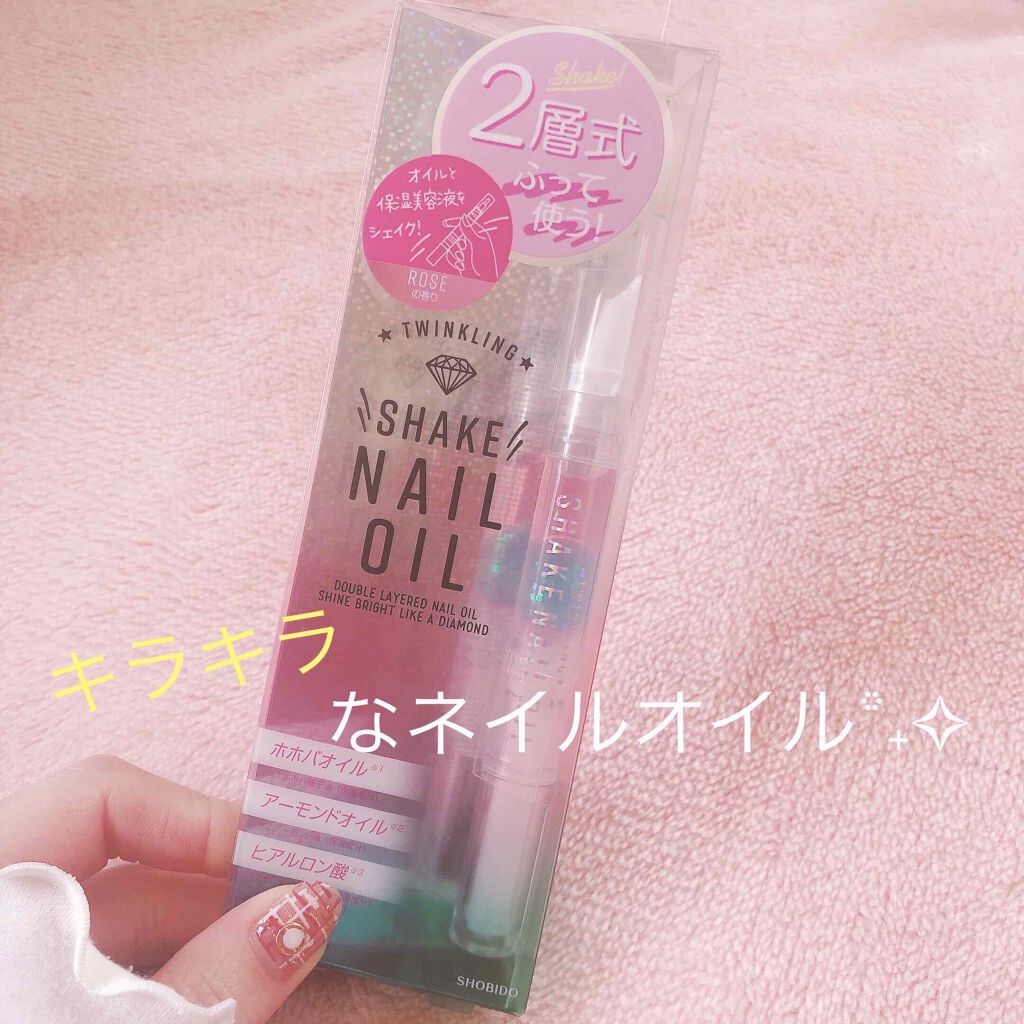 Shake!
2層式
ふって
使う!
オイルと
保湿美容液を
シェイク!
ROSE
の香り
TWINKLING
SHAKE
NAIL
OIL
DOUBLE LAYERED NAIL OIL
SHINE BRIGHT LIKE A DIAMOND
SHAKE NAIL
キラキラ
なネイルオイル
ホホバオイル※1
アーモンドオイル※2
ヒアルロン酸※3
SHOBIDO